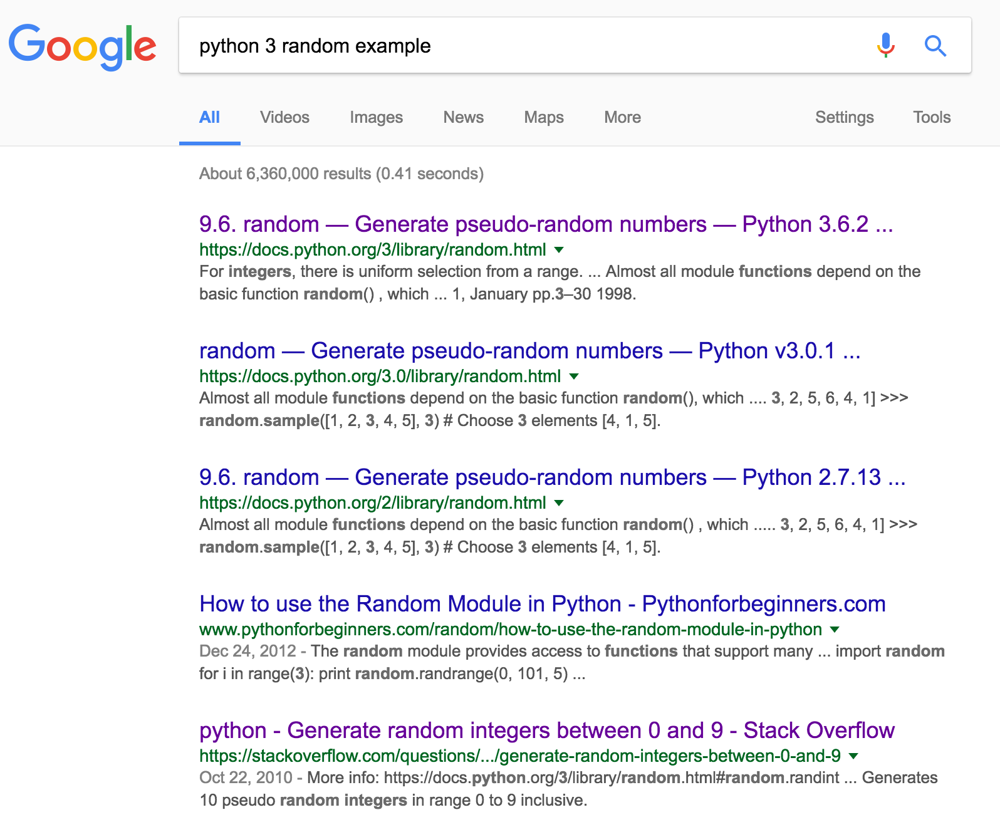 Google
python 3 random example
All Videos Images News Maps More Settings Tools
About 6,360,000 results (0.41 seconds)
9.6. random — Generate pseudo-random numbers — Python 3.6.2 ...
https://docs.python.org/3/library/random.html
For integers, there is uniform selection from a range. ... Almost all module functions depend on the
basic function random() , which ... 1, January pp.3–30 1998.
random — Generate pseudo-random numbers — Python v3.0.1 ...
https://docs.python.org/3.0/library/random.html
Almost all module functions depend on the basic function random(), which .... 3, 2, 5, 6, 4, 1] >>>
random.sample([1, 2, 3, 4, 5], 3) # Choose 3 elements [4, 1, 5].
9.6. random — Generate pseudo-random numbers — Python 2.7.13 ...
https://docs.python.org/2/library/random.html
Almost all module functions depend on the basic function random() , which ..... 3, 2, 5, 6, 4, 1] >>>
random.sample([1, 2, 3, 4, 5], 3) # Choose 3 elements [4, 1, 5].
How to use the Random Module in Python - Pythonforbeginners.com
www.pythonforbeginners.com/random/how-to-use-the-random-module-in-python
Dec 24, 2012 - The random module provides access to functions that support many ... import random
for i in range(3): print random.randrange(0, 101, 5) ...
python - Generate random integers between 0 and 9 - Stack Overflow
https://stackoverflow.com/questions/.../generate-random-integers-between-0-and-9
Oct 22, 2010 - More info: https://docs.python.org/3/library/random.html#random.randint ... Generates
10 pseudo random integers in range 0 to 9 inclusive.